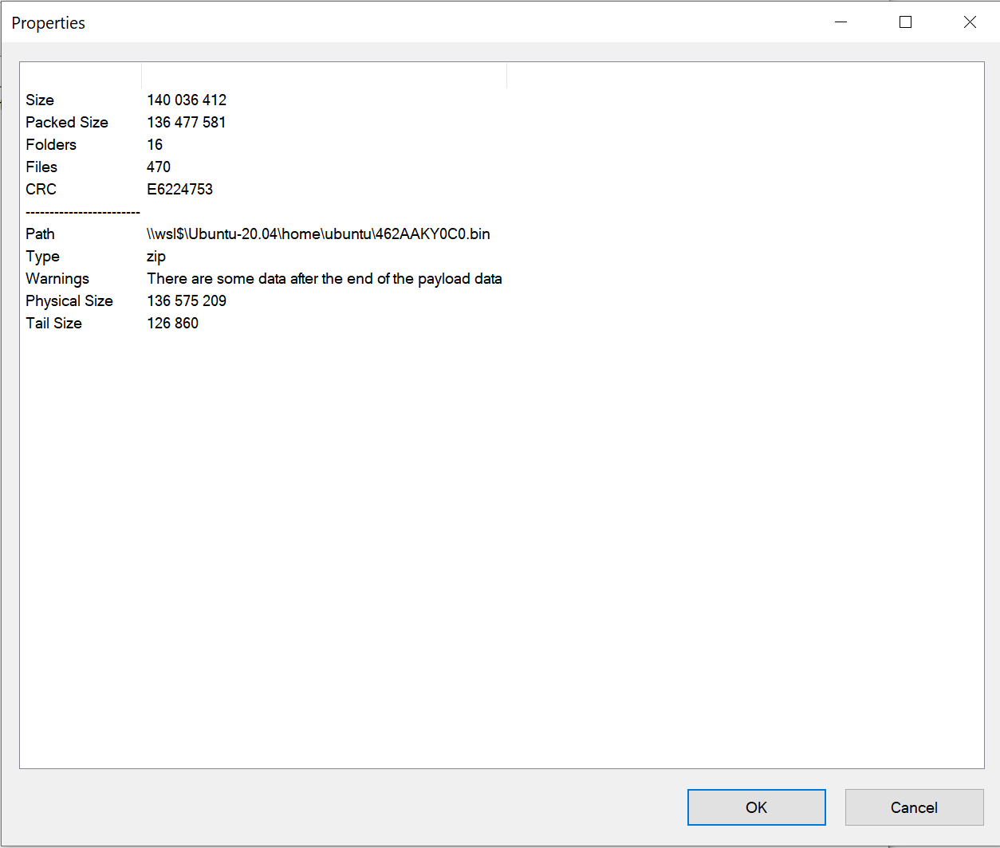 Properties
Size 140 036 412
Packed Size 136 477 581
Folders 16
Files 470
CRC E6224753
------------------------
Path \\wsl$\Ubuntu-20.04\home\ubuntu\462AAKY0C0.bin
Type zip
Warnings There are some data after the end of the payload data
Physical Size 136 575 209
Tail Size 126 860
OK Cancel